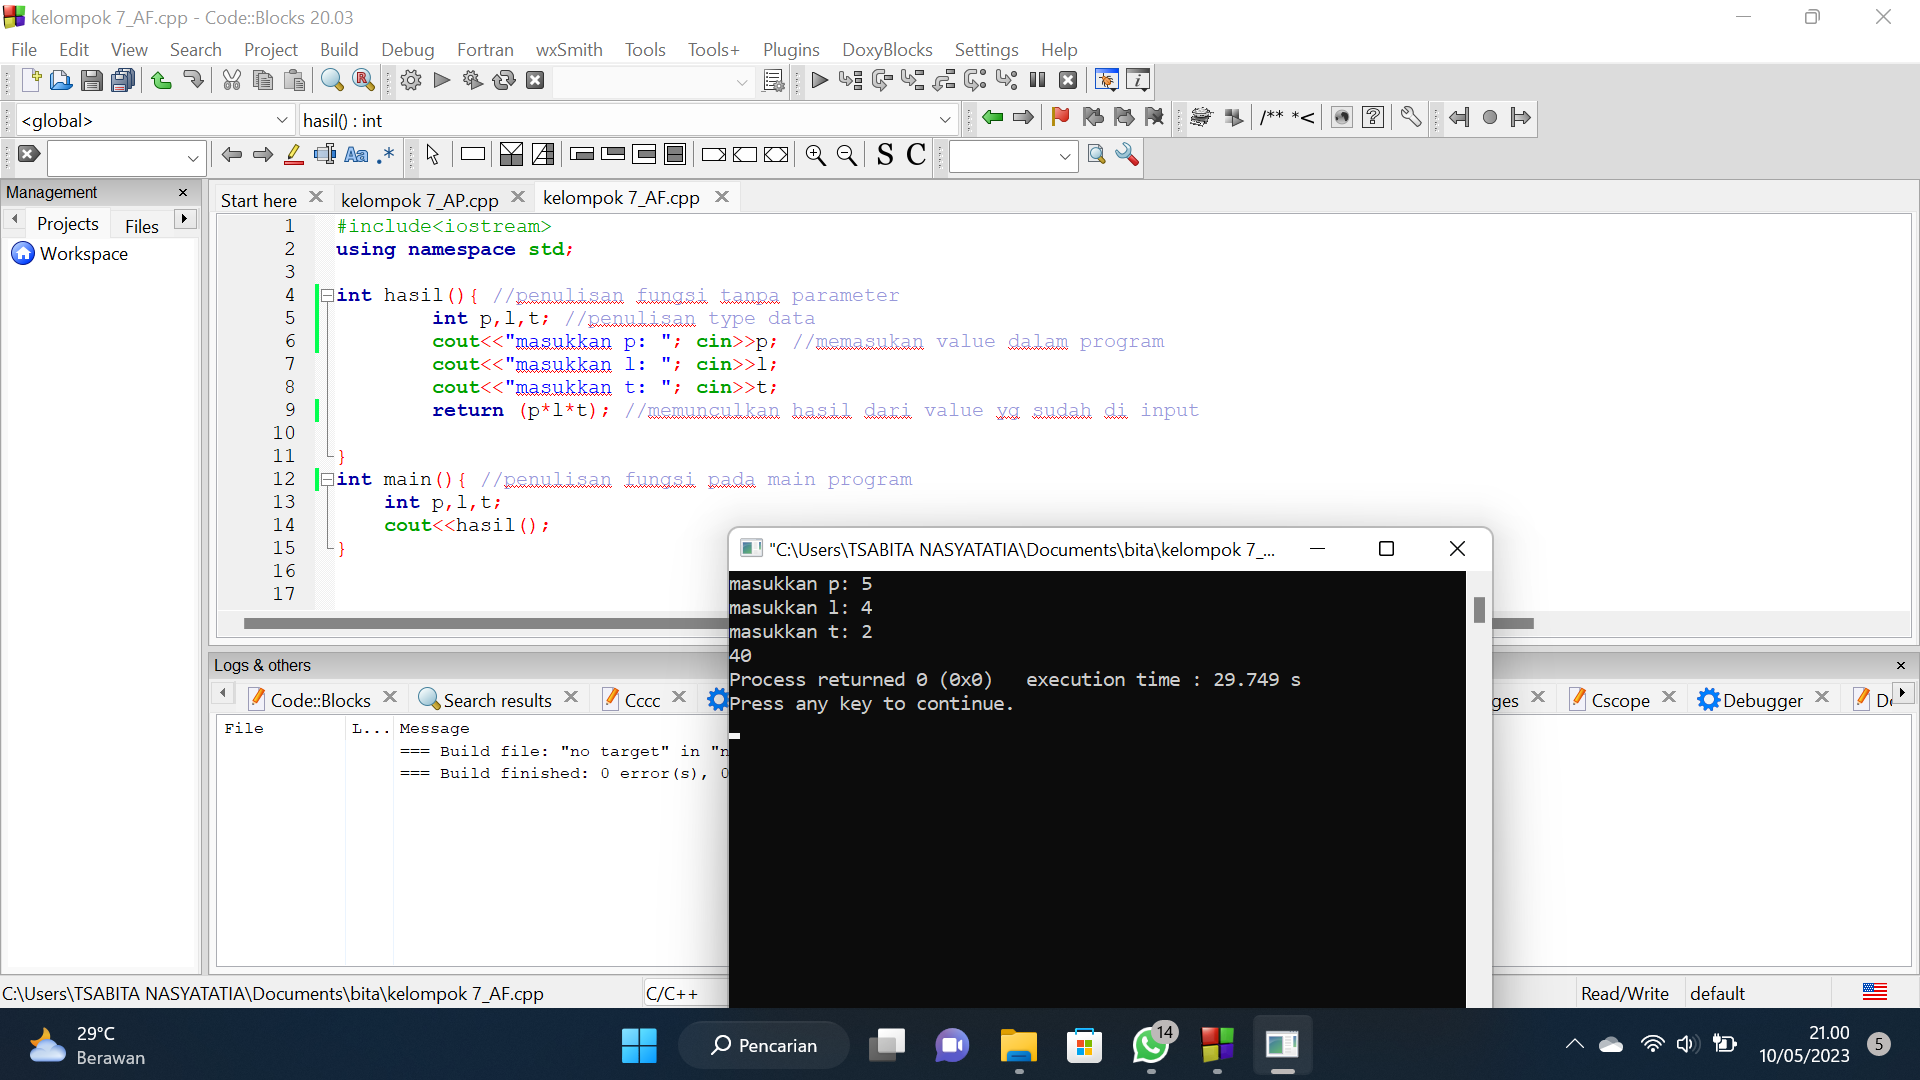 kelompok 7_AF.cpp - Code::Blocks 20.03
File Edit View Search Project Build Debug Fortran wxSmith Tools Tools+ Plugins DoxyBlocks Settings Help
<global> hasil() : int
/** *<
Aa .* S C
Management
Projects Files
Workspace
Start here kelompok 7_AP.cpp kelompok 7_AF.cpp
1 #include<iostream>
2 using namespace std;
3
4 int hasil(){ //penulisan fungsi tanpa parameter
5 int p,l,t; //penulisan type data
6 cout<<"masukkan p: "; cin>>p; //memasukan value dalam program
7 cout<<"masukkan l: "; cin>>l;
8 cout<<"masukkan t: "; cin>>t;
9 return (p*l*t); //memunculkan hasil dari value yg sudah di input
10
11 }
12 int main(){ //penulisan fungsi pada main program
13 int p,l,t;
14 cout<<hasil();
15 }
16
17
"C:\Users\TSABITA NASYATATIA\Documents\bita\kelompok 7_...
masukkan p: 5
masukkan l: 4
masukkan t: 2
40
Process returned 0 (0x0) execution time : 29.749 s
Press any key to continue.
Logs & others
Code::Blocks Search results Cccc ges Cscope Debugger
File L... Message
=== Build file: "no target" in "n
=== Build finished: 0 error(s), 0
C:\Users\TSABITA NASYATATIA\Documents\bita\kelompok 7_AF.cpp C/C++ Read/Write default
29°C
Berawan
Pencarian
14
21.00
10/05/2023
5